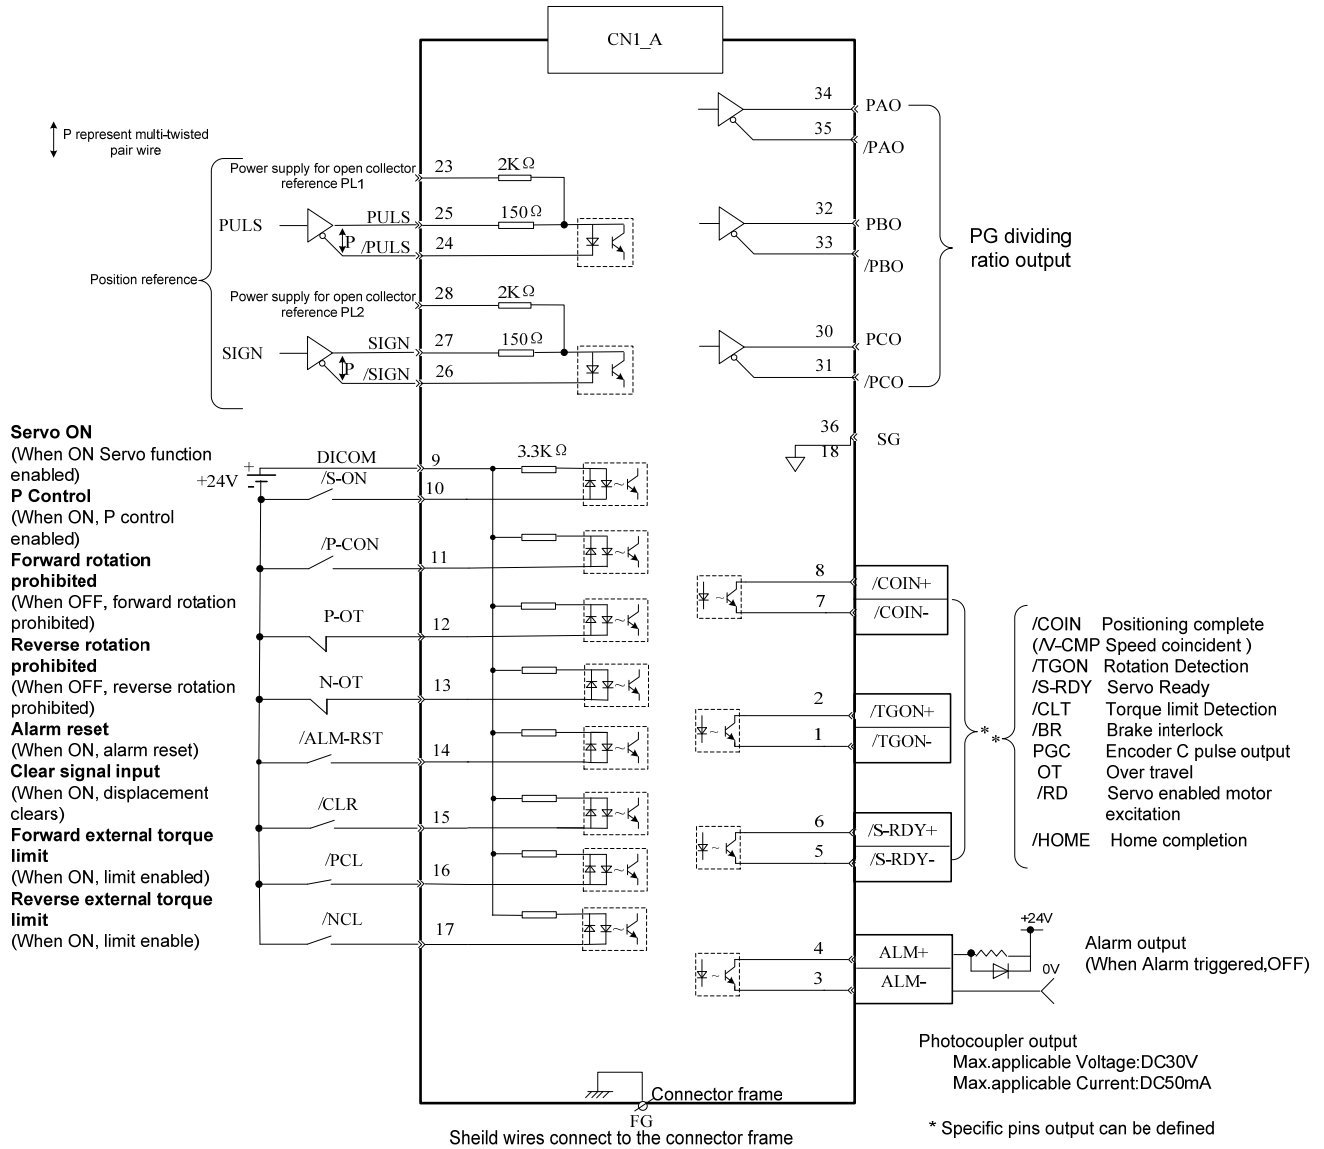 CN1_A
P represent multi-twisted
pair wire
Power supply for open collector
reference PL1
23
2KΩ
PULS
PULS
25
150Ω
P
/PULS
24
Position reference
Power supply for open collector
reference PL2
28
2KΩ
SIGN
SIGN
27
150Ω
P
/SIGN
26
34
PAO
35
/PAO
32
PBO
33
/PBO
30
PCO
31
/PCO
PG dividing
ratio output
36
18
SG
Servo ON
(When ON Servo function
enabled)
P Control
(When ON, P control
enabled)
Forward rotation
prohibited
(When OFF, forward rotation
prohibited)
Reverse rotation
prohibited
(When OFF, reverse rotation
prohibited)
Alarm reset
(When ON, alarm reset)
Clear signal input
(When ON, displacement
clears)
Forward external torque
limit
(When ON, limit enabled)
Reverse external torque
limit
(When ON, limit enable)
+24V
+
-
DICOM
9
3.3KΩ
/S-ON
10
~
/P-CON
11
~
P-OT
12
~
N-OT
13
~
/ALM-RST
14
~
/CLR
15
~
/PCL
16
~
/NCL
17
~
~
8
/COIN+
7
/COIN-
~
2
/TGON+
1
/TGON-
~
6
/S-RDY+
5
/S-RDY-
~
4
ALM+
3
ALM-
* *
/COIN Positioning complete
(/V-CMP Speed coincident )
/TGON Rotation Detection
/S-RDY Servo Ready
/CLT Torque limit Detection
/BR Brake interlock
PGC Encoder C pulse output
OT Over travel
/RD Servo enabled motor
excitation
/HOME Home completion
+24V
0V
Alarm output
(When Alarm triggered,OFF)
Photocoupler output
Max.applicable Voltage:DC30V
Max.applicable Current:DC50mA
* Specific pins output can be defined
Connector frame
FG
Sheild wires connect to the connector frame